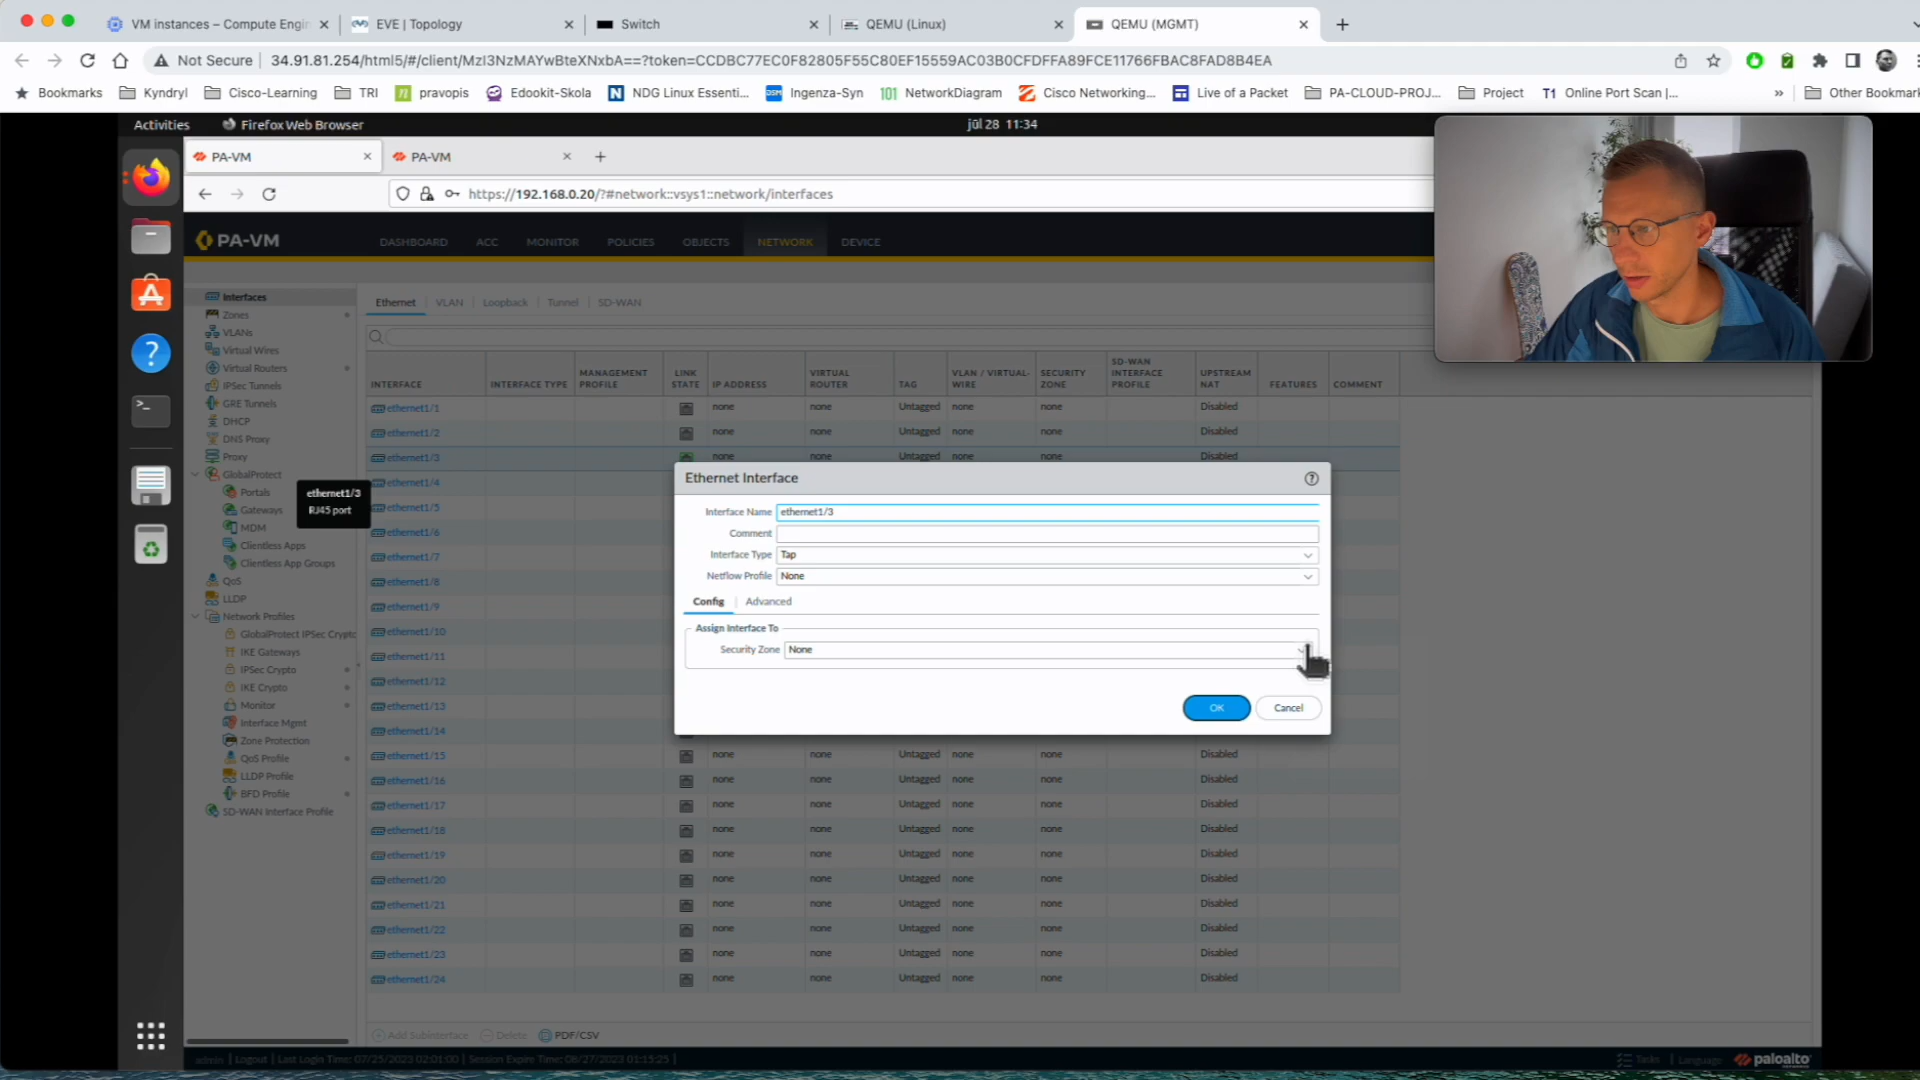 VM instances – Compute Engin
EVE | Topology
Switch
QEMU (Linux)
QEMU (MGMT)
Not Secure
34.91.81.254/html5/#/client/MzI3NzMAYwBteXNxbA==?token=CCDBC77EC0F82805F55C80EF15559AC03B0CFDFFA89FCE11766FBAC8FAD8B4EA
Bookmarks
Kyndryl
Cisco-Learning
TRI
pravopis
Edookit-Skola
NDG Linux Essenti...
Ingenza-Syn
101 NetworkDiagram
Cisco Networking...
Live of a Packet
PA-CLOUD-PROJ...
Project
T1 Online Port Scan |...
»
Other Bookmark
Activities
Firefox Web Browser
jūl 28 11:34
PA-VM
PA-VM
https://192.168.0.20/?#network::vsys1::network/interfaces
PA-VM
DASHBOARD
ACC
MONITOR
POLICIES
OBJECTS
NETWORK
DEVICE
Interfaces
Zones
VLANs
Virtual Wires
Virtual Routers
IPSec Tunnels
GRE Tunnels
DHCP
DNS Proxy
Proxy
GlobalProtect
Portals
Gateways
MDM
Clientless Apps
Clientless App Groups
QoS
LLDP
Network Profiles
GlobalProtect IPSec Crypto
IKE Gateways
IPSec Crypto
IKE Crypto
Monitor
Interface Mgmt
Zone Protection
QoS Profile
LLDP Profile
BFD Profile
SD-WAN Interface Profile
ethernet1/3
RJ45 port
Ethernet
VLAN
Loopback
Tunnel
SD-WAN
INTERFACE
INTERFACE TYPE
MANAGEMENT PROFILE
LINK STATE
IP ADDRESS
VIRTUAL ROUTER
TAG
VLAN / VIRTUAL-WIRE
SECURITY ZONE
SD-WAN INTERFACE PROFILE
UPSTREAM NAT
FEATURES
COMMENT
ethernet1/1 none none Untagged none none Disabled
ethernet1/2 none none Untagged none none Disabled
ethernet1/3 none none Untagged none none Disabled
ethernet1/4
ethernet1/5
ethernet1/6
ethernet1/7
ethernet1/8
ethernet1/9
ethernet1/10
ethernet1/11
ethernet1/12
ethernet1/13
ethernet1/14
ethernet1/15 none none Untagged none none Disabled
ethernet1/16 none none Untagged none none Disabled
ethernet1/17 none none Untagged none none Disabled
ethernet1/18 none none Untagged none none Disabled
ethernet1/19 none none Untagged none none Disabled
ethernet1/20 none none Untagged none none Disabled
ethernet1/21 none none Untagged none none Disabled
ethernet1/22 none none Untagged none none Disabled
ethernet1/23 none none Untagged none none Disabled
ethernet1/24 none none Untagged none none Disabled
Ethernet Interface
Interface Name ethernet1/3
Comment
Interface Type Tap
Netflow Profile None
Config
Advanced
Assign Interface To
Security Zone None
OK
Cancel
Add Subinterface
Delete
PDF/CSV
admin | Logout | Last Login Time: 07/25/2023 02:01:00 | Session Expire Time: 08/27/2023 01:15:25 |
Tasks | Language
paloalto
NETWORKS